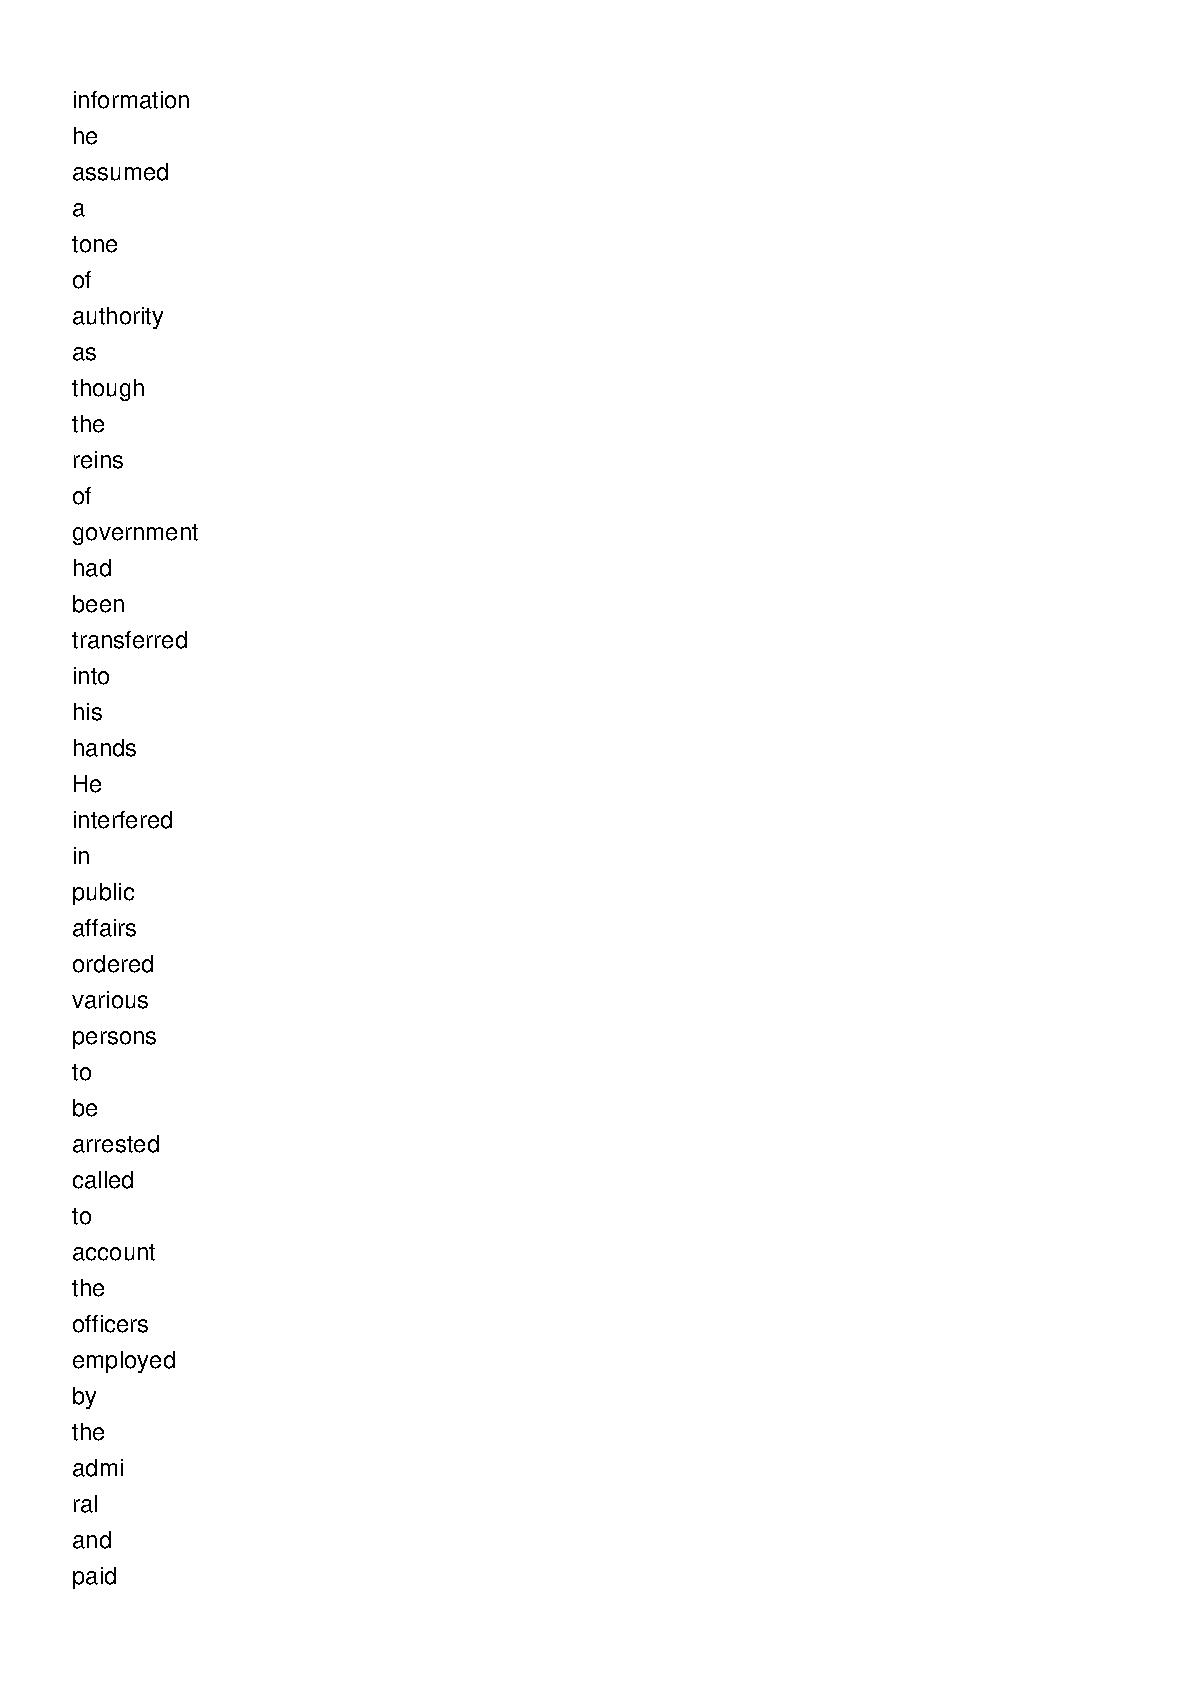 information
he
assumed
a
tone
of
authority
as
though
the
reins
of
government
had
been
transferred
into
his
hands
He
interfered
in
public
affairs
ordered
various
persons
to
be
arrested
called
to
account
the
officers
employed
by
the
admi
ral
and
paid